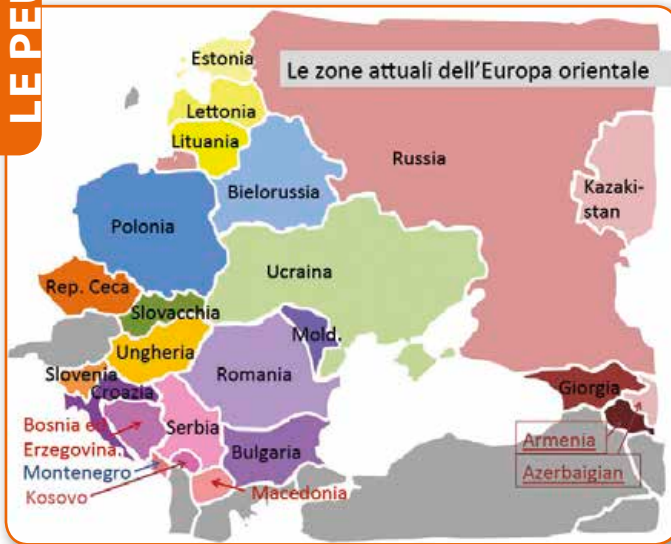 LE PEU
Le zone attuali dell'Europa orientale
Estonia
Lettonia
Lituania
Russia
Bielorussia
Kazaki-
stan
Polonia
Ucraina
Rep. Ceca
Slovacchia
Mold.
Ungheria
Slovenia
Romania
Croazia
Giorgia
Bosnia ed
Erzegovina.
Serbia
Montenegro
Bulgaria
Armenia
Kosovo
Macedonia
Azerbaigian